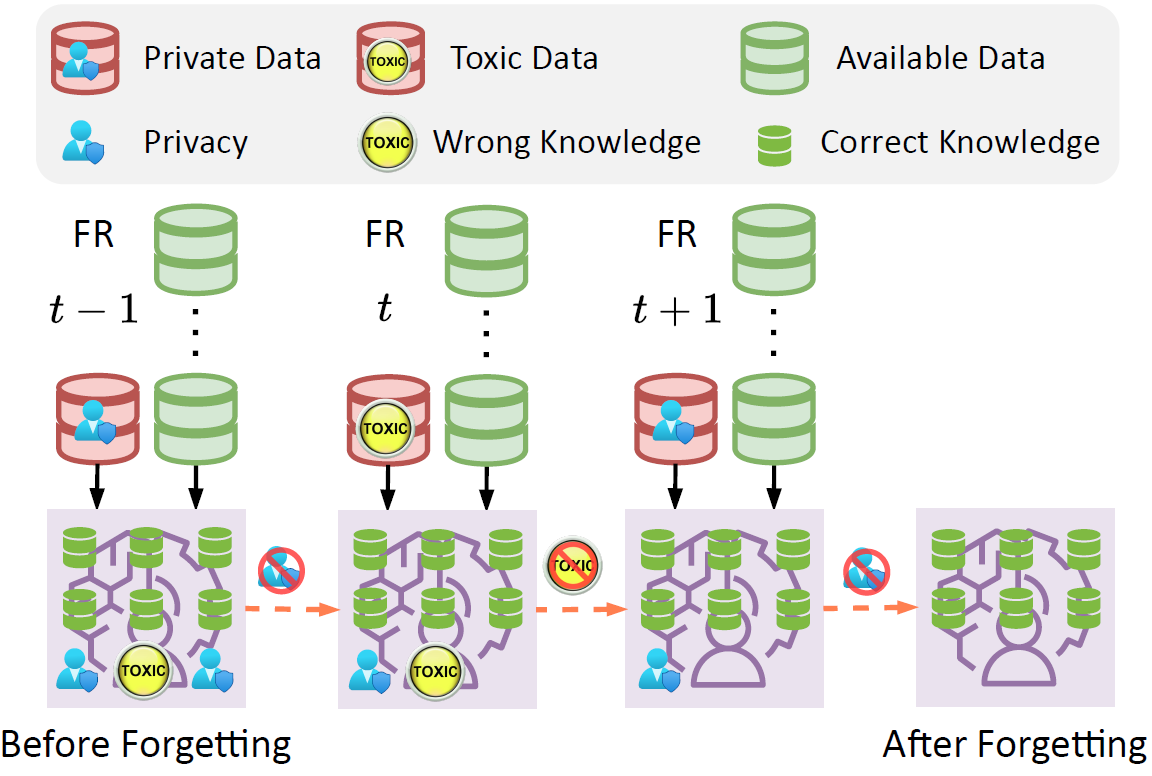 Private Data
TOXIC
Toxic Data
Available Data
Privacy
TOXIC
Wrong Knowledge
Correct Knowledge
FR
FR
FR
t − 1
t
t + 1
TOXIC
TOXIC
TOXIC
TOXIC
Before Forgetting
After Forgetting